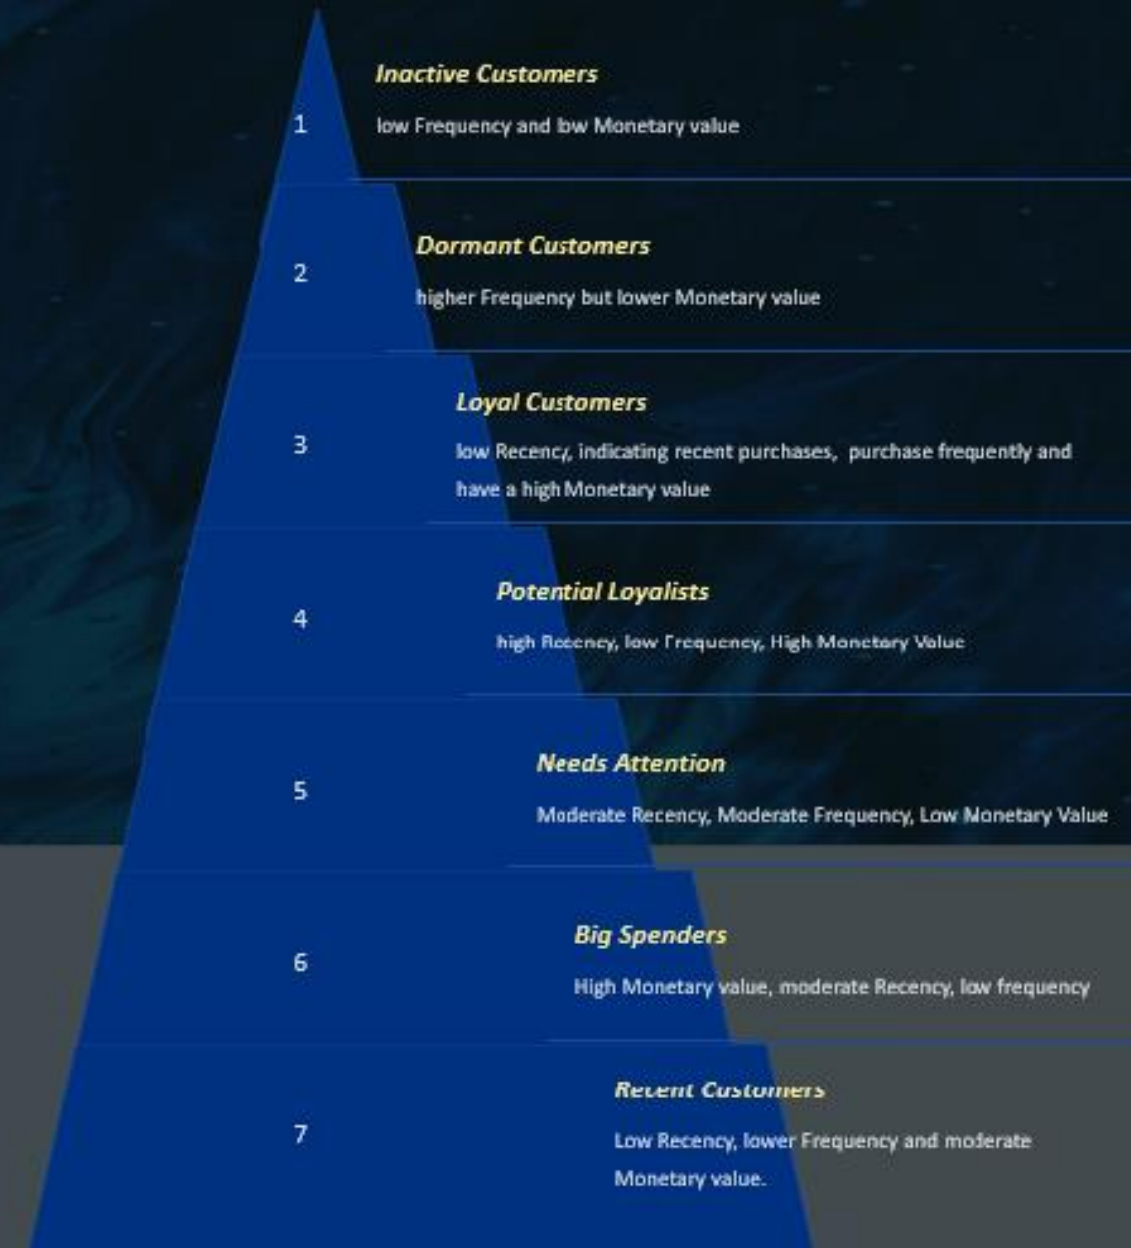 1
Inactive Customers
low Frequency and low Monetary value
2
Dormant Customers
higher Frequency but lower Monetary value
3
Loyal Customers
low Recency, indicating recent purchases, purchase frequently and
have a high Monetary value
4
Potential Loyalists
high Recency, low Frequency, High Monetary Value
5
Needs Attention
Moderate Recency, Moderate Frequency, Low Monetary Value
6
Big Spenders
High Monetary value, moderate Recency, low frequency
7
Recent Customers
Low Recency, lower Frequency and moderate
Monetary value.